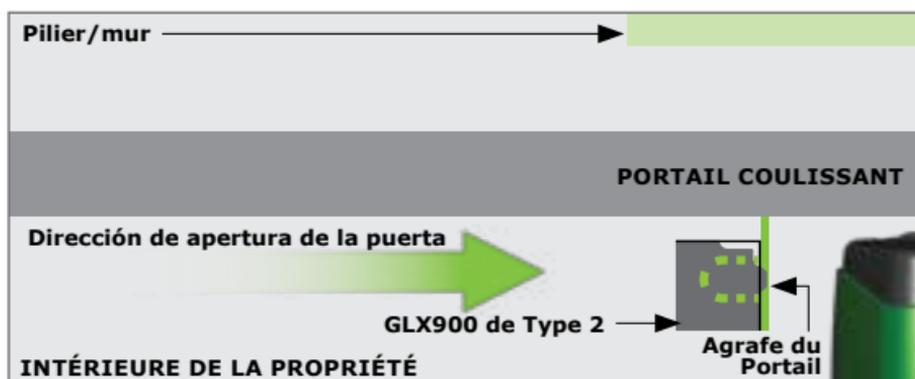 Pilier/mur
PORTAIL COULISSANT
Dirección de apertura de la puerta
GLX900 de Type 2
Agrafe du
Portail
INTÉRIEURE DE LA PROPRIÉTÉ